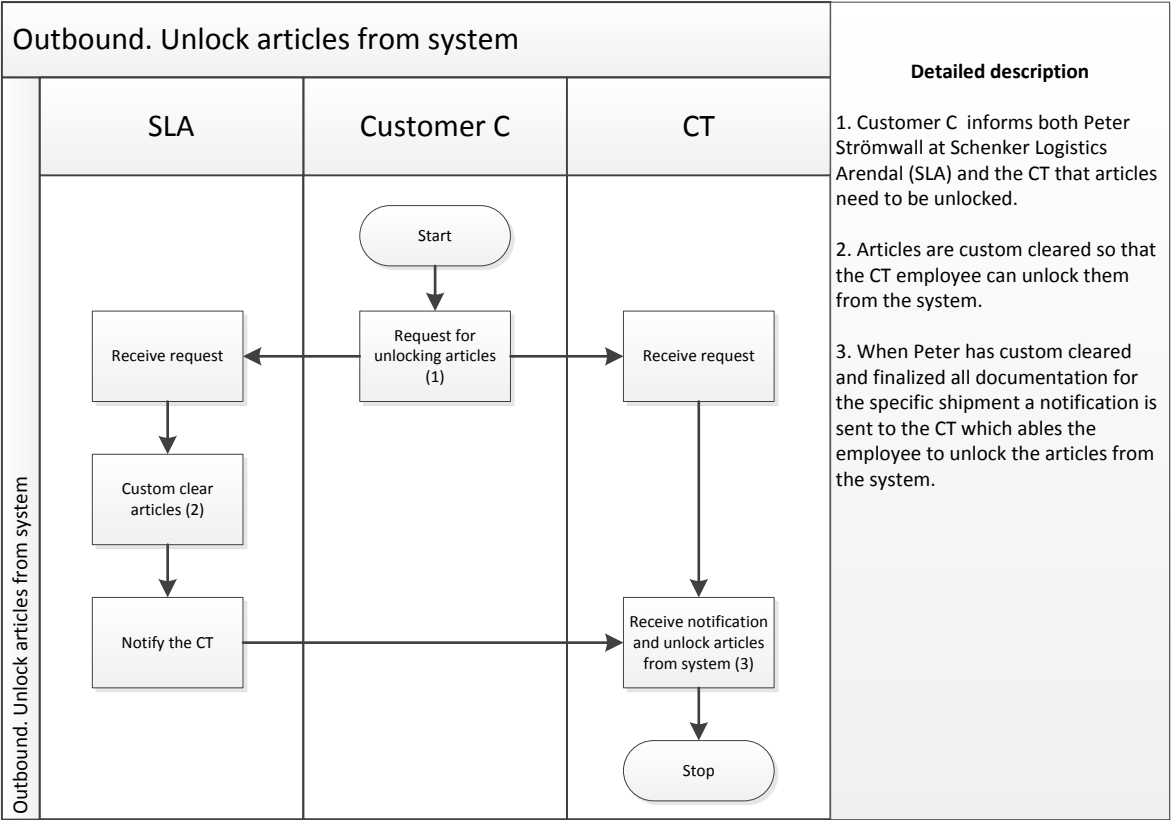 Outbound. Unlock articles from system
SLA
Customer C
CT
Outbound. Unlock articles from system
Start
Receive request
Request for
unlocking articles
(1)
Receive request
Custom clear
articles (2)
Notify the CT
Receive notification
and unlock articles
from system (3)
Stop
Detailed description
1. Customer C  informs both Peter
Strömwall at Schenker Logistics
Arendal (SLA) and the CT that articles
need to be unlocked.
2. Articles are custom cleared so that
the CT employee can unlock them
from the system.
3. When Peter has custom cleared
and finalized all documentation for
the specific shipment a notification is
sent to the CT which ables the
employee to unlock the articles from
the system.